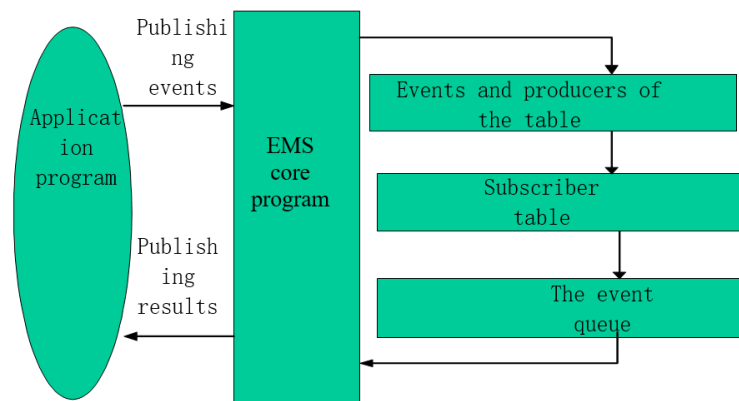 Publishi
ng
events
Applicat
ion
program
EMS
core
program
Publish
ing
results
Events and producers of
the table
Subscriber
table
The event
queue